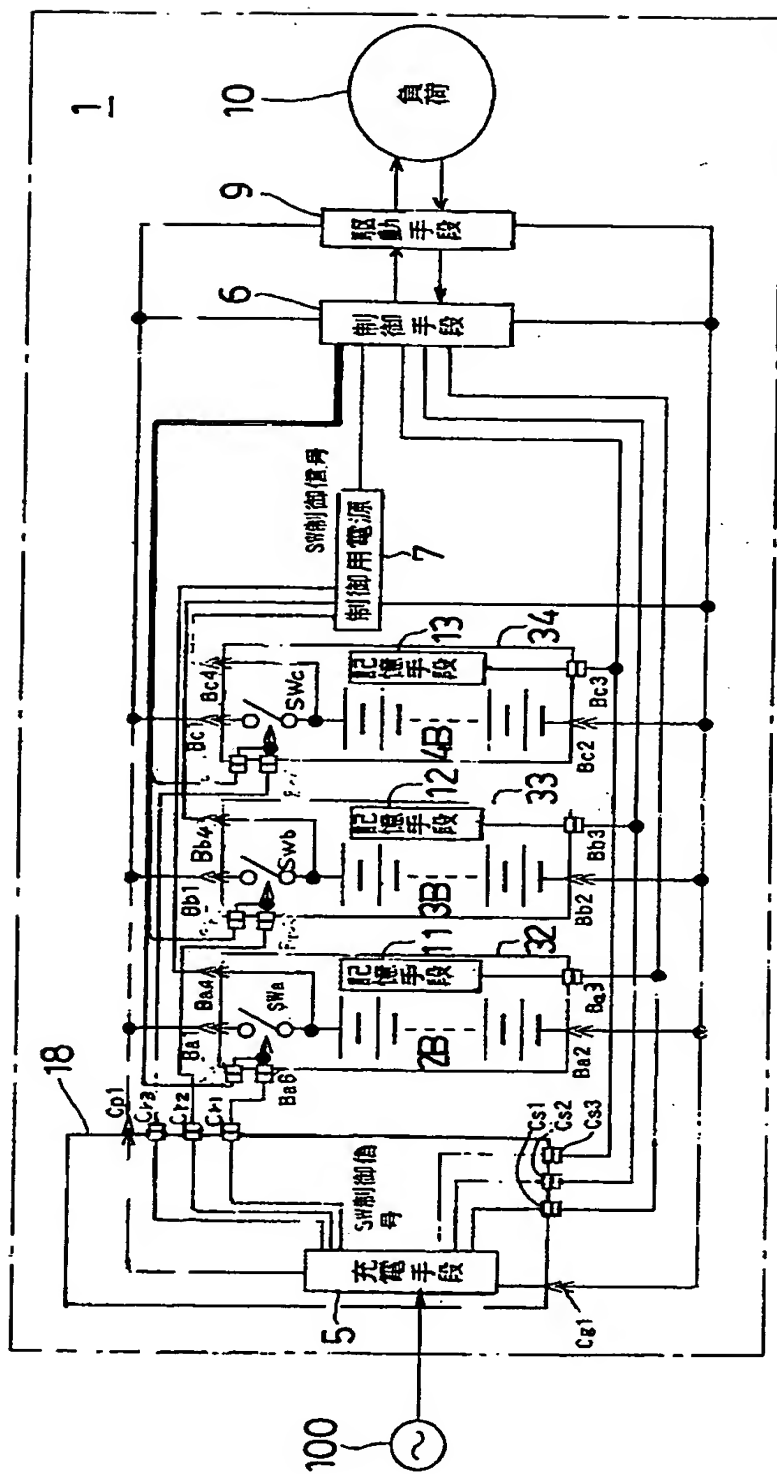 1
18
Cp1
Cr3
Cr2
Cr1
SW制御信号
充電手段
5
100
Cg1
Cs1
Cs2
Cs3
Ba1
Ba4
SWa
Ba6
2B
11
記憶手段
32
Ba2
Ba3
Bb1
Bb4
SWb
3B
12
記憶手段
33
Bb2
Bb3
Bc1
Bc4
SWc
4B
13
記憶手段
34
Bc2
Bc3
制御用電源
7
SW制御信号
6
制御手段
9
駆動手段
10
負荷